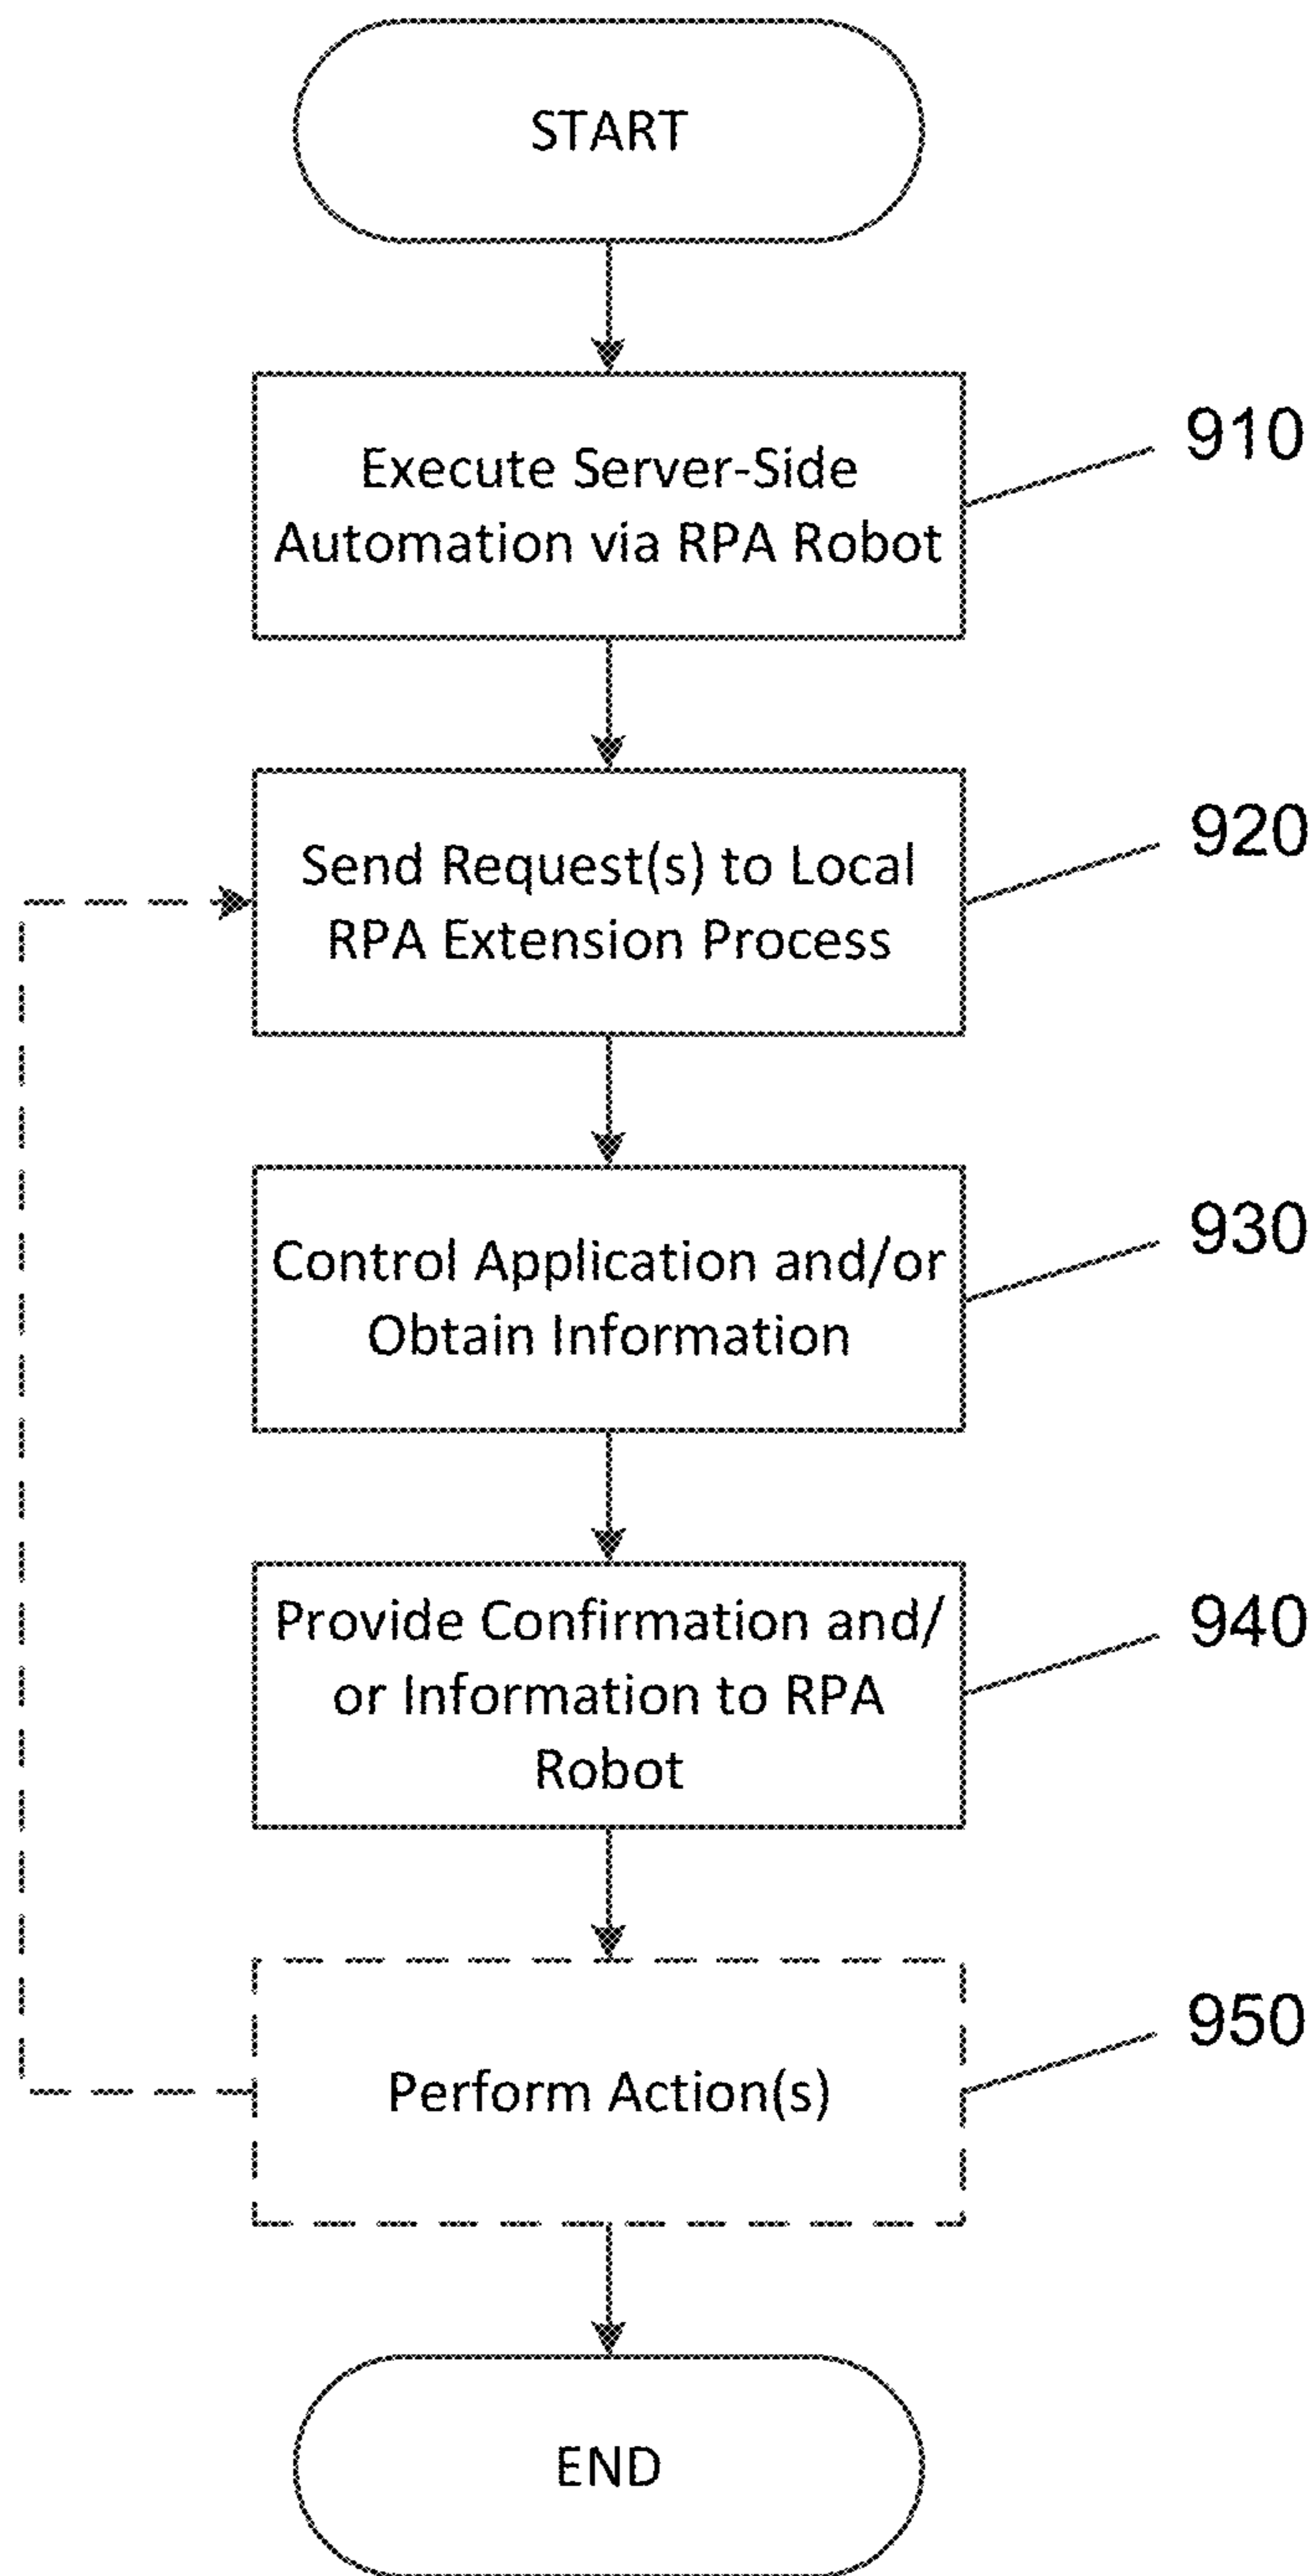 START
Execute Server-Side
Automation via RPA Robot
910
Send Request(s) to Local
RPA Extension Process
920
Control Application and/or
Obtain Information
930
Provide Confirmation and/
or Information to RPA
Robot
940
Perform Action(s)
950
END